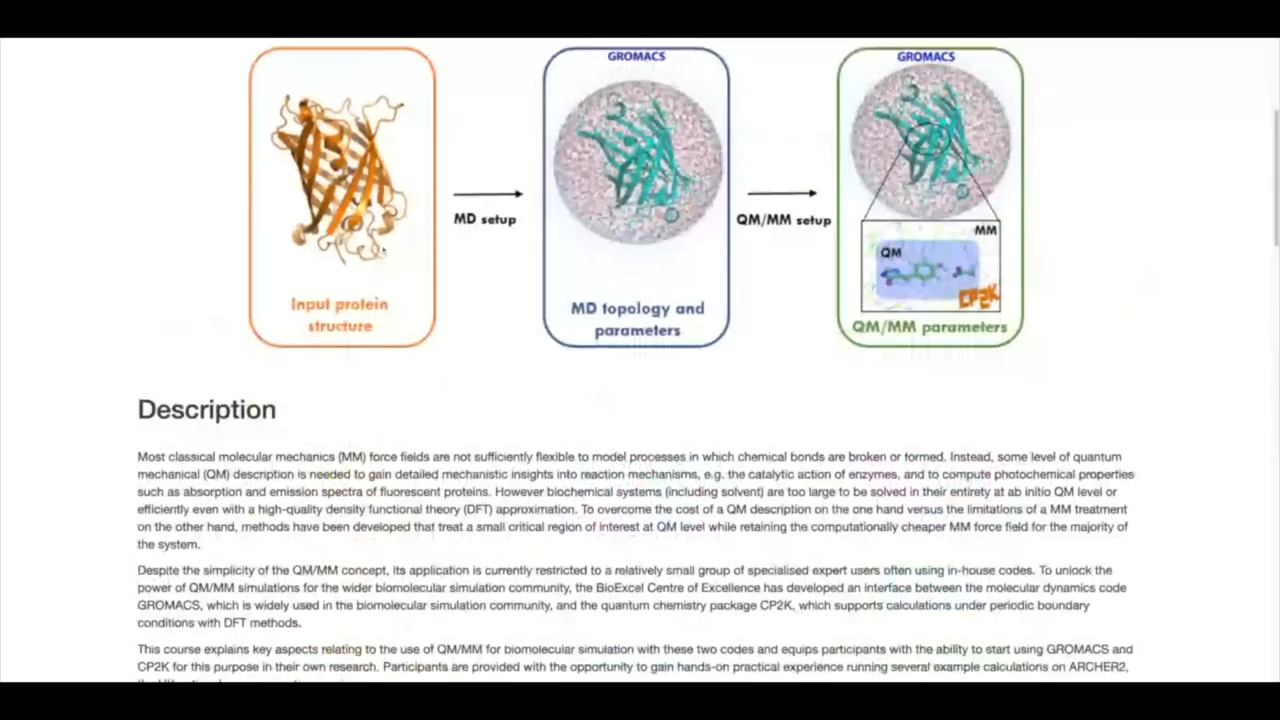 GROMACS
GROMACS
MD setup
QM/MM setup
MM
QM
CP2K
Input protein
structure
MD topology and
parameters
QM/MM parameters
Description
Most classical molecular mechanics (MM) force fields are not sufficiently flexible to model processes in which chemical bonds are broken or formed. Instead, some level of quantum
mechanical (QM) description is needed to gain detailed mechanistic insights into reaction mechanisms, e.g. the catalytic action of enzymes, and to compute photochemical properties
such as absorption and emission spectra of fluorescent proteins. However biochemical systems (including solvent) are too large to be solved in their entirety at ab initio QM level or
efficiently even with a high-quality density functional theory (DFT) approximation. To overcome the cost of a QM description on the one hand versus the limitations of a MM treatment
on the other hand, methods have been developed that treat a small critical region of interest at QM level while retaining the computationally cheaper MM force field for the majority of
the system.
Despite the simplicity of the QM/MM concept, its application is currently restricted to a relatively small group of specialised expert users often using in-house codes. To unlock the
power of QM/MM simulations for the wider biomolecular simulation community, the BioExcel Centre of Excellence has developed an interface between the molecular dynamics code
GROMACS, which is widely used in the biomolecular simulation community, and the quantum chemistry package CP2K, which supports calculations under periodic boundary
conditions with DFT methods.
This course explains key aspects relating to the use of QM/MM for biomolecular simulation with these two codes and equips participants with the ability to start using GROMACS and
CP2K for this purpose in their own research. Participants are provided with the opportunity to gain hands-on practical experience running several example calculations on ARCHER2,